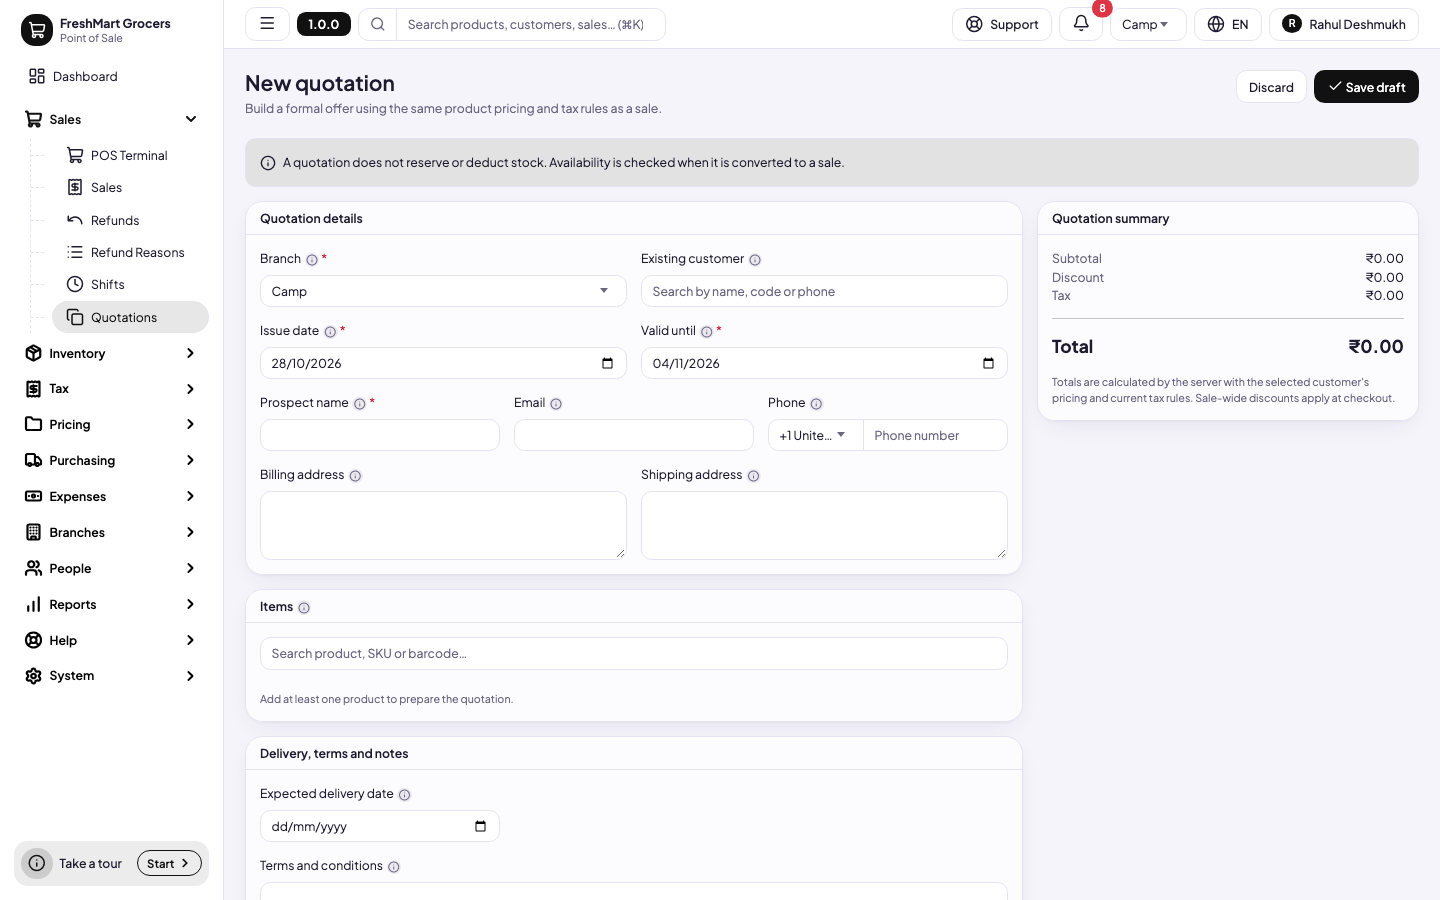 FreshMart Grocers
Point of Sale
Dashboard
Sales
POS Terminal
Sales
Refunds
Refund Reasons
Shifts
Quotations
Inventory
Tax
Pricing
Purchasing
Expenses
Branches
People
Reports
Help
System
Take a tour
Start
1.0.0
Search products, customers, sales... (⌘K)
Support
8
Camp
EN
R
Rahul Deshmukh
New quotation
Build a formal offer using the same product pricing and tax rules as a sale.
Discard
Save draft
A quotation does not reserve or deduct stock. Availability is checked when it is converted to a sale.
Quotation details
Branch *
Camp
Existing customer
Search by name, code or phone
Issue date *
28/10/2026
Valid until *
04/11/2026
Prospect name *
Email
Phone
+1 Unite...
Phone number
Billing address
Shipping address
Items
Search product, SKU or barcode...
Add at least one product to prepare the quotation.
Delivery, terms and notes
Expected delivery date
dd/mm/yyyy
Terms and conditions
Quotation summary
Subtotal ₹0.00
Discount ₹0.00
Tax ₹0.00
Total ₹0.00
Totals are calculated by the server with the selected customer's
pricing and current tax rules. Sale-wide discounts apply at checkout.